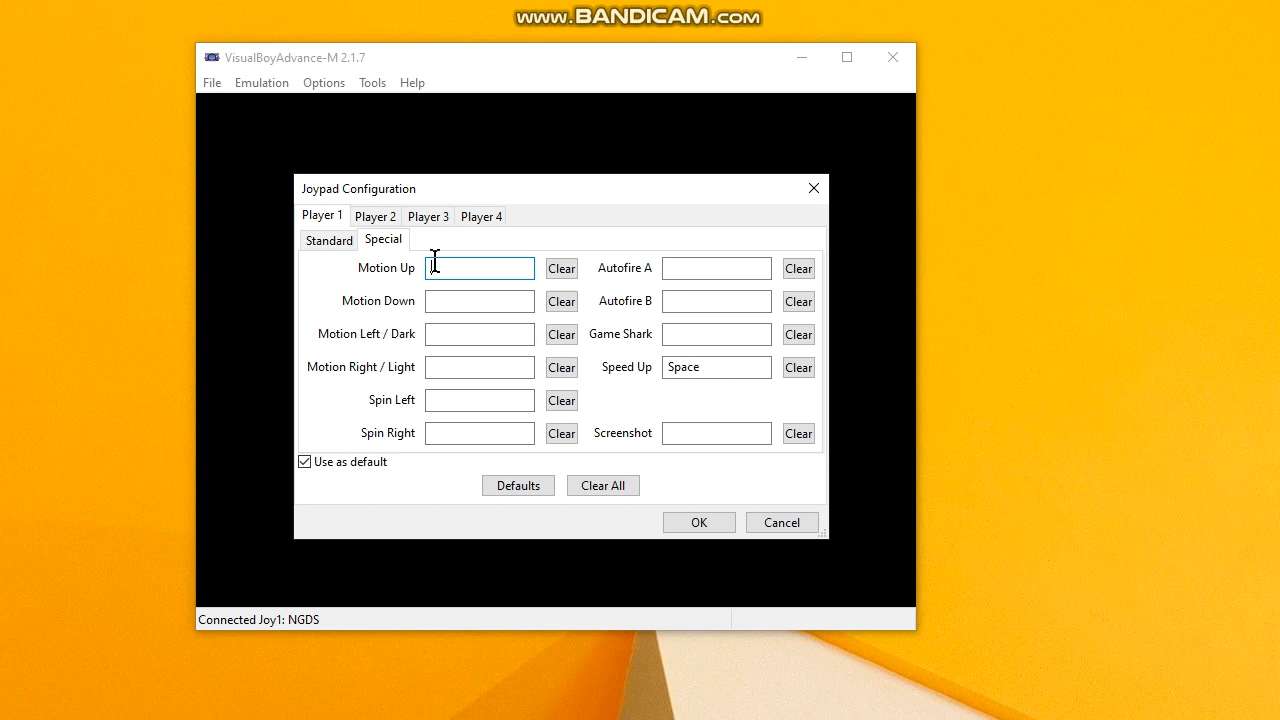 www.BANDICAM.com
VisualBoyAdvance-M 2.1.7
File Emulation Options Tools Help
Joypad Configuration
Player 1 Player 2 Player 3 Player 4
Standard Special
Motion Up Clear Autofire A Clear
Motion Down Clear Autofire B Clear
Motion Left / Dark Clear Game Shark Clear
Motion Right / Light Clear Speed Up Space Clear
Spin Left Clear
Spin Right Clear Screenshot Clear
Use as default
Defaults Clear All
OK Cancel
Connected Joy1: NGDS